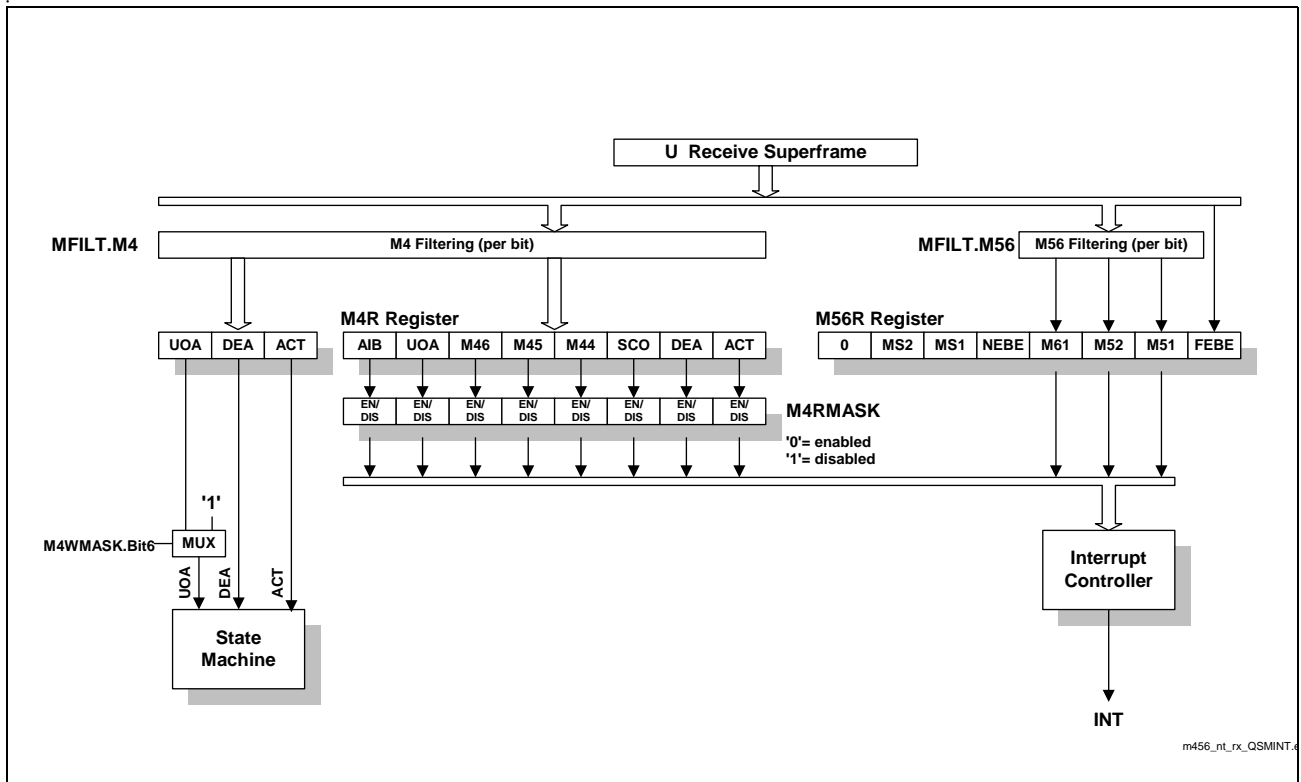 U Receive Superframe
MFILT.M4
M4 Filtering (per bit)
MFILT.M56
M56 Filtering (per bit)
M4R Register
M56R Register
UOA DEA ACT
AIB UOA M46 M45 M44 SCO DEA ACT
0 MS2 MS1 NEBE M61 M52 M51 FEBE
EN/ EN/ EN/ EN/ EN/ EN/ EN/ EN/
DIS DIS DIS DIS DIS DIS DIS DIS
M4RMASK
'0'= enabled
'1'= disabled
'1'
M4WMASK.Bit6
MUX
UOA
DEA
ACT
State
Machine
Interrupt
Controller
INT
m456_nt_rx_QSMINT.e